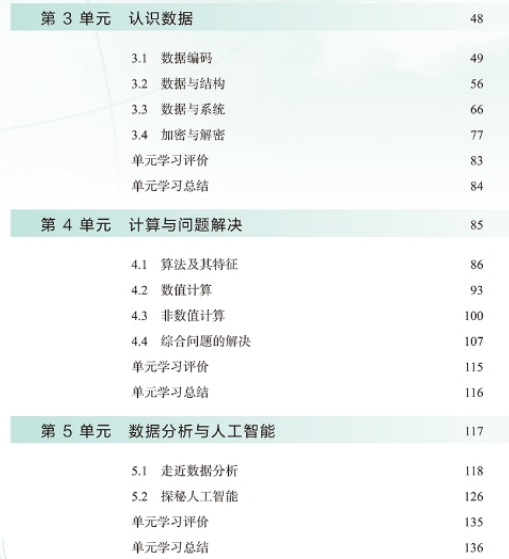 第 3 单元 认识数据 48
3.1 数据编码 49
3.2 数据与结构 56
3.3 数据与系统 66
3.4 加密与解密 77
单元学习评价 83
单元学习总结 84
第 4 单元 计算与问题解决 85
4.1 算法及其特征 86
4.2 数值计算 93
4.3 非数值计算 100
4.4 综合问题的解决 107
单元学习评价 115
单元学习总结 116
第 5 单元 数据分析与人工智能 117
5.1 走近数据分析 118
5.2 探秘人工智能 126
单元学习评价 135
单元学习总结 136